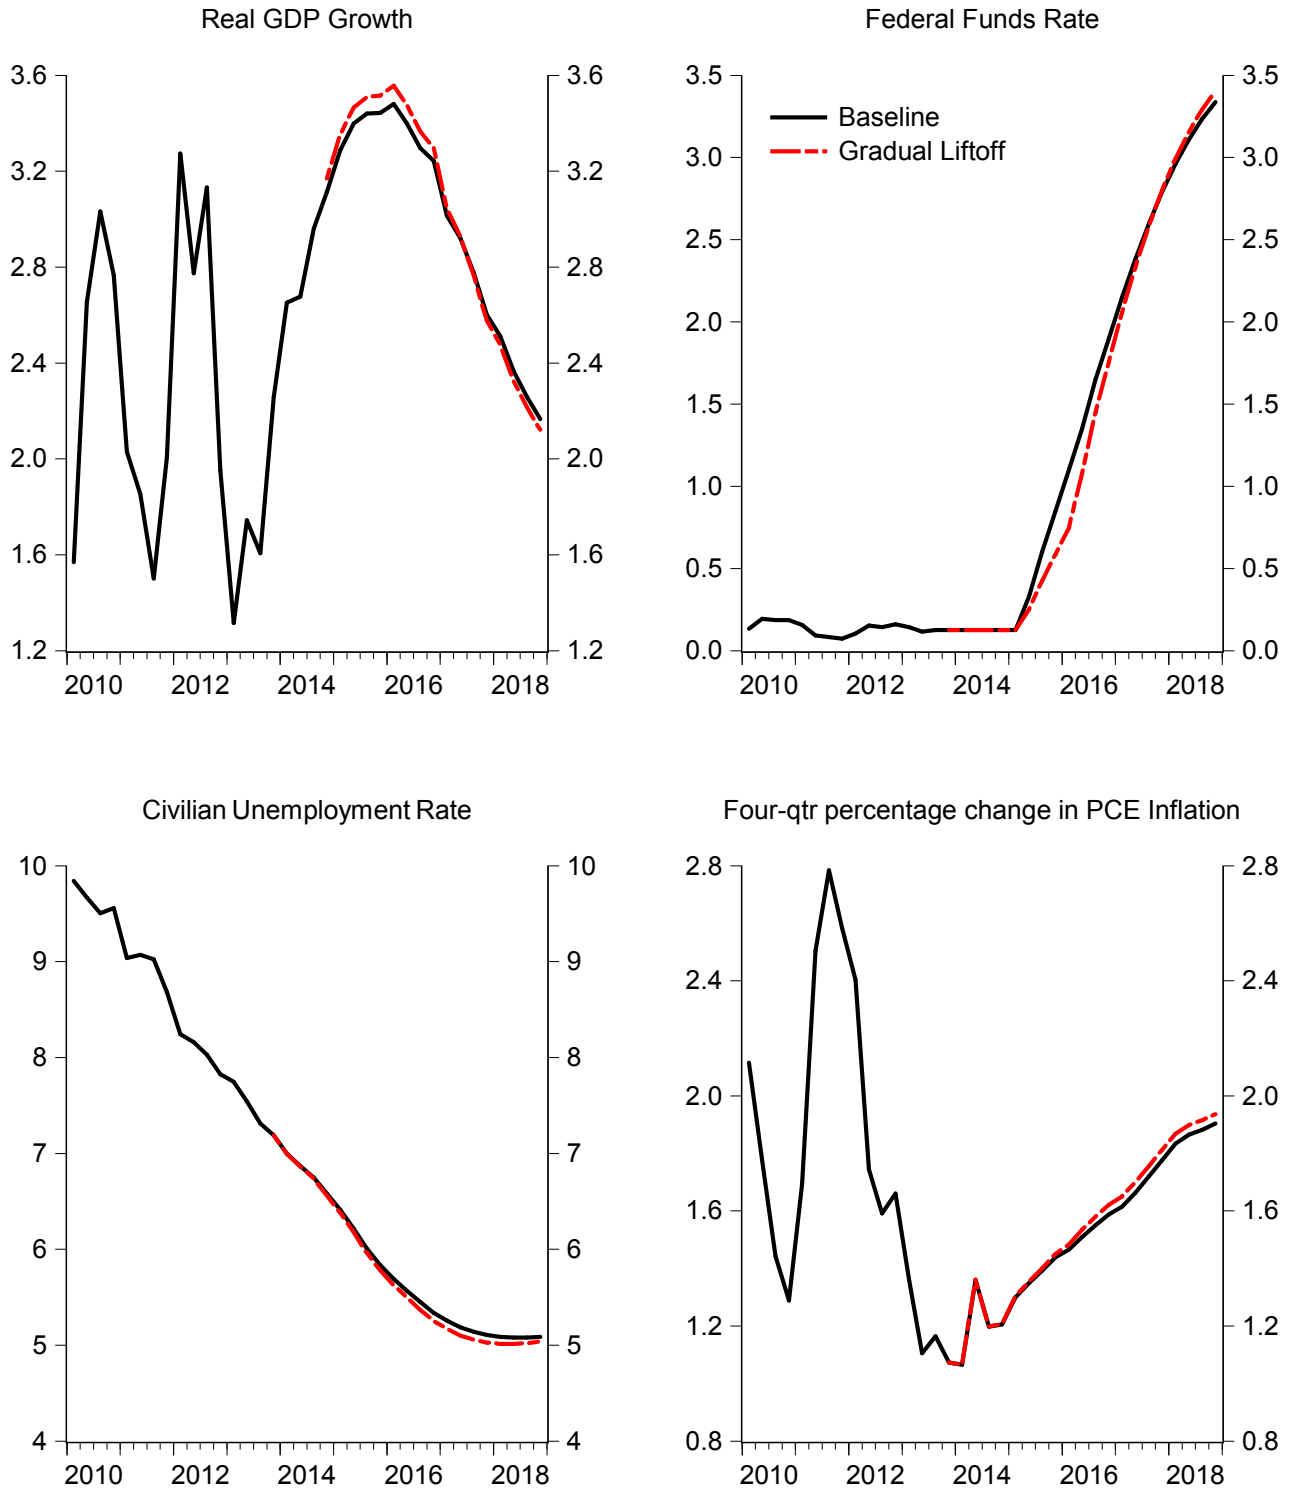 Real GDP Growth
3.6 3.6
3.2 3.2
2.8 2.8
2.4 2.4
2.0 2.0
1.6 1.6
1.2 1.2
2010 2012 2014 2016 2018
Federal Funds Rate
3.5 3.5
Baseline
Gradual Liftoff
3.0 3.0
2.5 2.5
2.0 2.0
1.5 1.5
1.0 1.0
0.5 0.5
0.0 0.0
2010 2012 2014 2016 2018
Civilian Unemployment Rate
10 10
9 9
8 8
7 7
6 6
5 5
4 4
2010 2012 2014 2016 2018
Four-qtr percentage change in PCE Inflation
2.8 2.8
2.4 2.4
2.0 2.0
1.6 1.6
1.2 1.2
0.8 0.8
2010 2012 2014 2016 2018